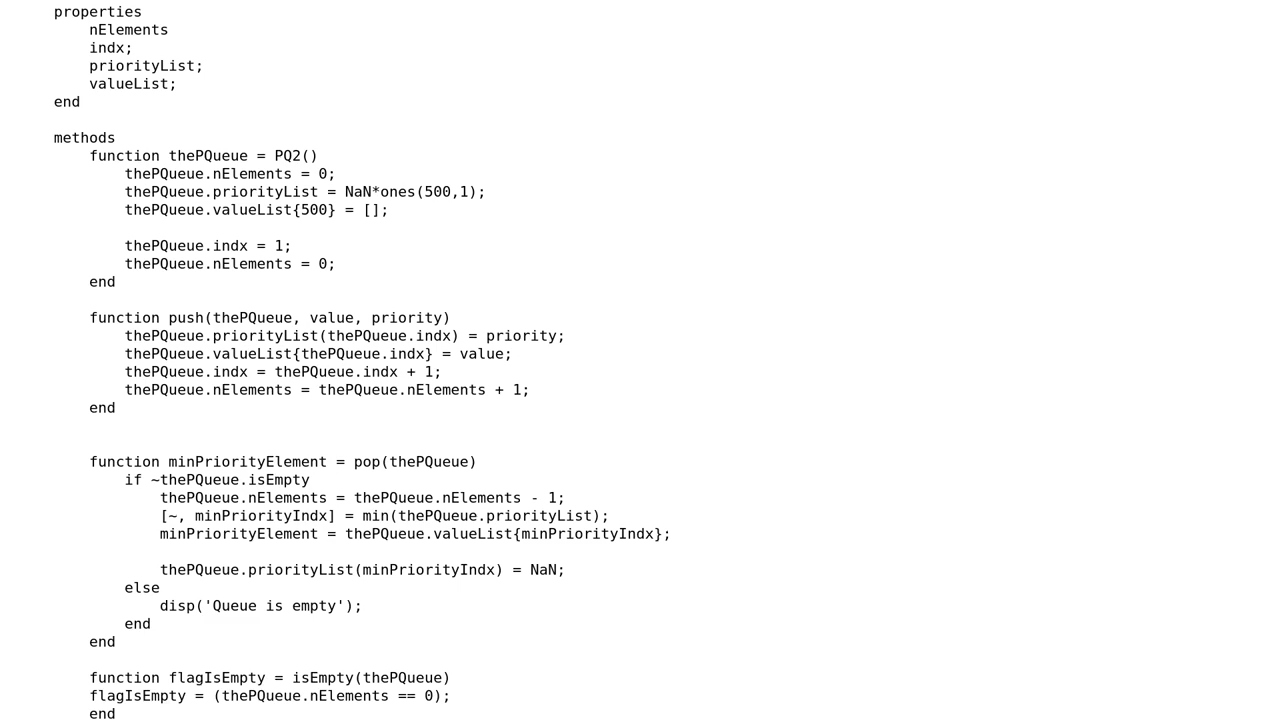 properties
    nElements
    indx;
    priorityList;
    valueList;
end

methods
    function thePQueue = PQ2()
        thePQueue.nElements = 0;
        thePQueue.priorityList = NaN*ones(500,1);
        thePQueue.valueList{500} = [];

        thePQueue.indx = 1;
        thePQueue.nElements = 0;
    end

    function push(thePQueue, value, priority)
        thePQueue.priorityList(thePQueue.indx) = priority;
        thePQueue.valueList{thePQueue.indx} = value;
        thePQueue.indx = thePQueue.indx + 1;
        thePQueue.nElements = thePQueue.nElements + 1;
    end


    function minPriorityElement = pop(thePQueue)
        if ~thePQueue.isEmpty
            thePQueue.nElements = thePQueue.nElements - 1;
            [~, minPriorityIndx] = min(thePQueue.priorityList);
            minPriorityElement = thePQueue.valueList{minPriorityIndx};

            thePQueue.priorityList(minPriorityIndx) = NaN;
        else
            disp('Queue is empty');
        end
    end

    function flagIsEmpty = isEmpty(thePQueue)
    flagIsEmpty = (thePQueue.nElements == 0);
    end